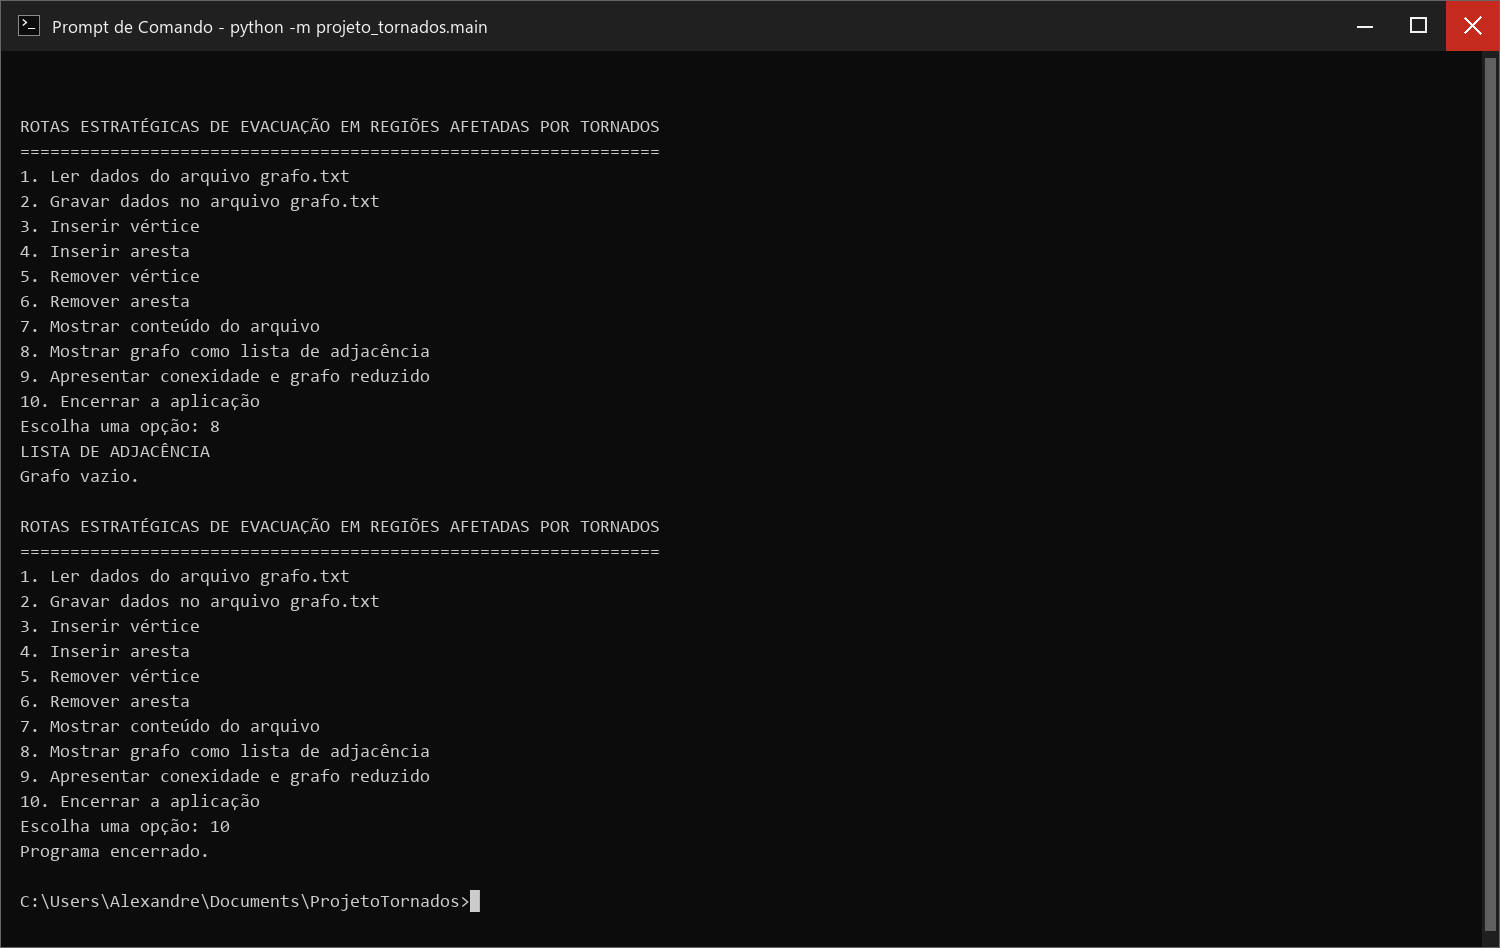 Prompt de Comando - python -m projeto_tornados.main
ROTAS ESTRATÉGICAS DE EVACUAÇÃO EM REGIÕES AFETADAS POR TORNADOS
================================================================
1. Ler dados do arquivo grafo.txt
2. Gravar dados no arquivo grafo.txt
3. Inserir vértice
4. Inserir aresta
5. Remover vértice
6. Remover aresta
7. Mostrar conteúdo do arquivo
8. Mostrar grafo como lista de adjacência
9. Apresentar conexidade e grafo reduzido
10. Encerrar a aplicação
Escolha uma opção: 8
LISTA DE ADJACÊNCIA
Grafo vazio.
ROTAS ESTRATÉGICAS DE EVACUAÇÃO EM REGIÕES AFETADAS POR TORNADOS
================================================================
1. Ler dados do arquivo grafo.txt
2. Gravar dados no arquivo grafo.txt
3. Inserir vértice
4. Inserir aresta
5. Remover vértice
6. Remover aresta
7. Mostrar conteúdo do arquivo
8. Mostrar grafo como lista de adjacência
9. Apresentar conexidade e grafo reduzido
10. Encerrar a aplicação
Escolha uma opção: 10
Programa encerrado.
C:\Users\Alexandre\Documents\ProjetoTornados>